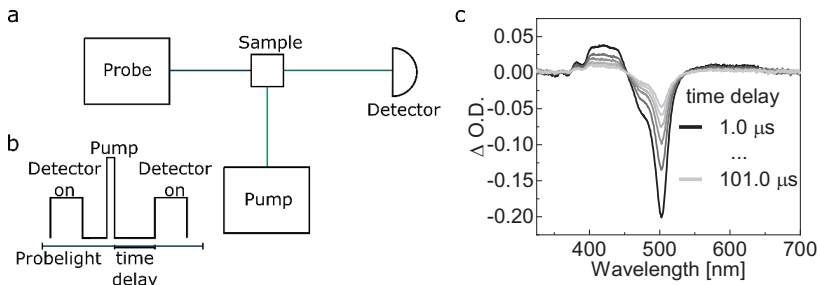 a
Probe
Sample
Detector
Pump
b
Pump
Detector
on
Detector
on
Probelight
time
delay
c
Δ O.D.
0.05
0.00
-0.05
-0.10
-0.15
-0.20
time delay
1.0 μs
...
101.0 μs
400
500
600
700
Wavelength [nm]